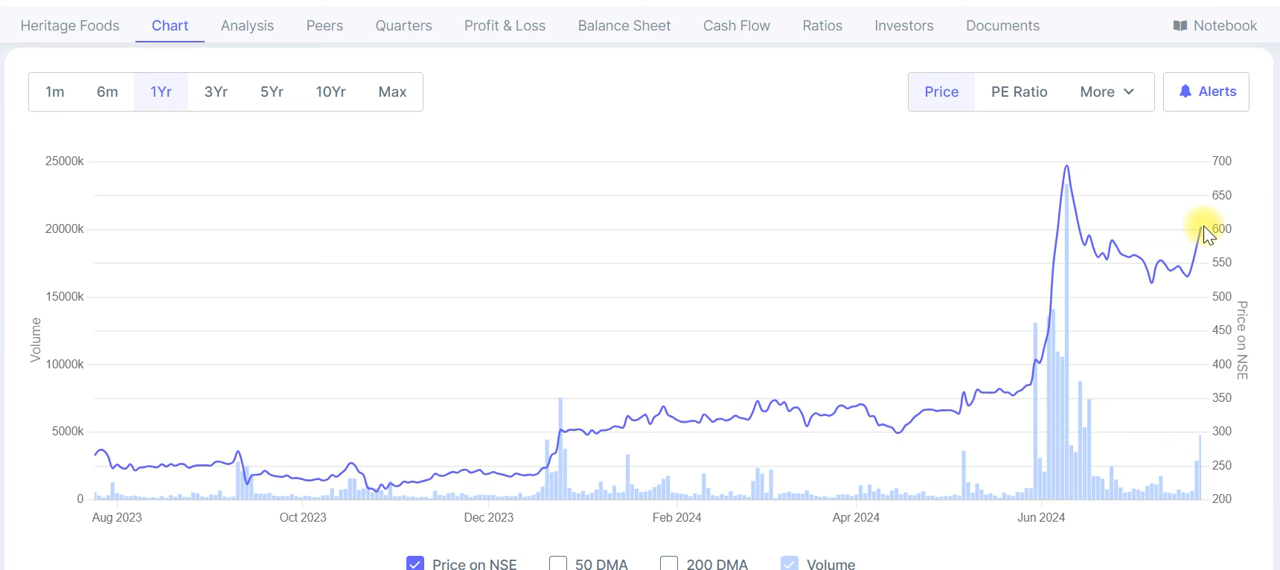 Heritage Foods Chart Analysis Peers Quarters Profit & Loss Balance Sheet Cash Flow Ratios Investors Documents Notebook
1m 6m 1Yr 3Yr 5Yr 10Yr Max Price PE Ratio More Alerts
25000k 700
650
20000k 600
550
15000k 500
450
10000k 400
350
5000k 300
250
0 200
Volume
Price on NSE
Aug 2023 Oct 2023 Dec 2023 Feb 2024 Apr 2024 Jun 2024
Price on NSE 50 DMA 200 DMA Volume